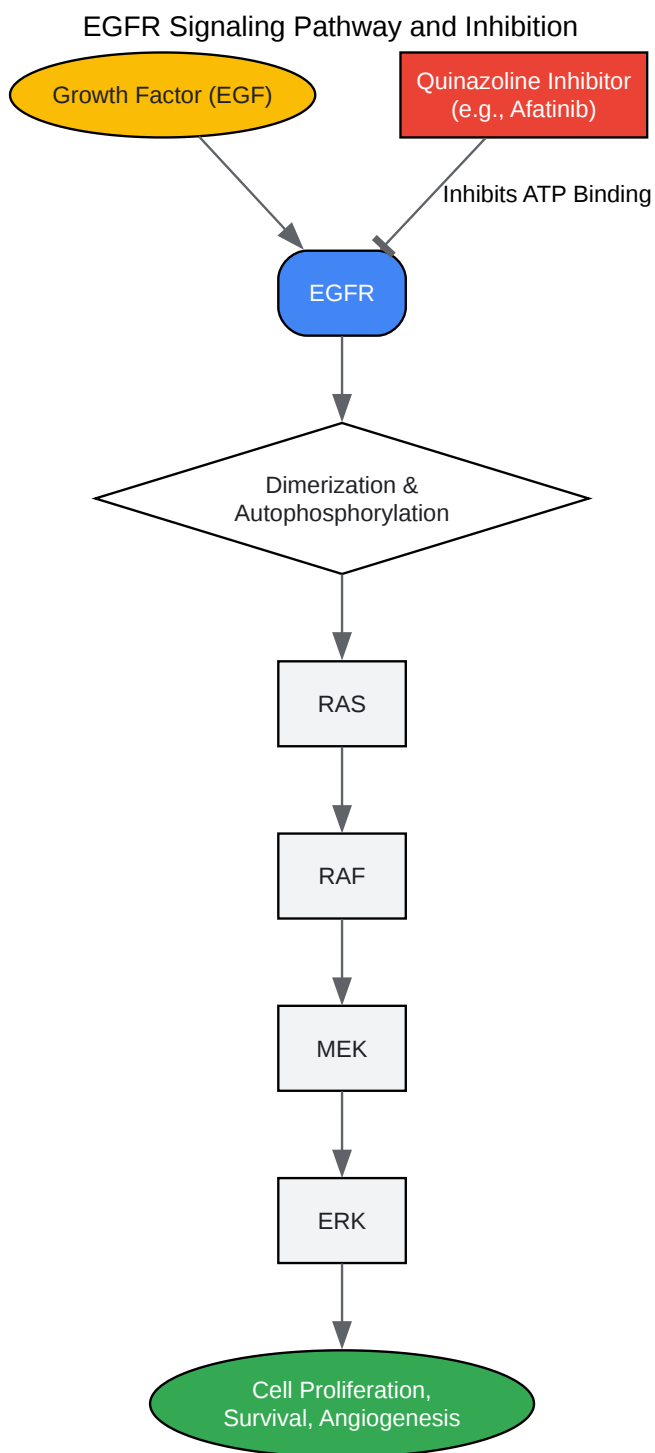 EGFR Signaling Pathway and Inhibition
Growth Factor (EGF)
Quinazoline Inhibitor
(e.g., Afatinib)
Inhibits ATP Binding
EGFR
Dimerization &
Autophosphorylation
RAS
RAF
MEK
ERK
Cell Proliferation,
Survival, Angiogenesis